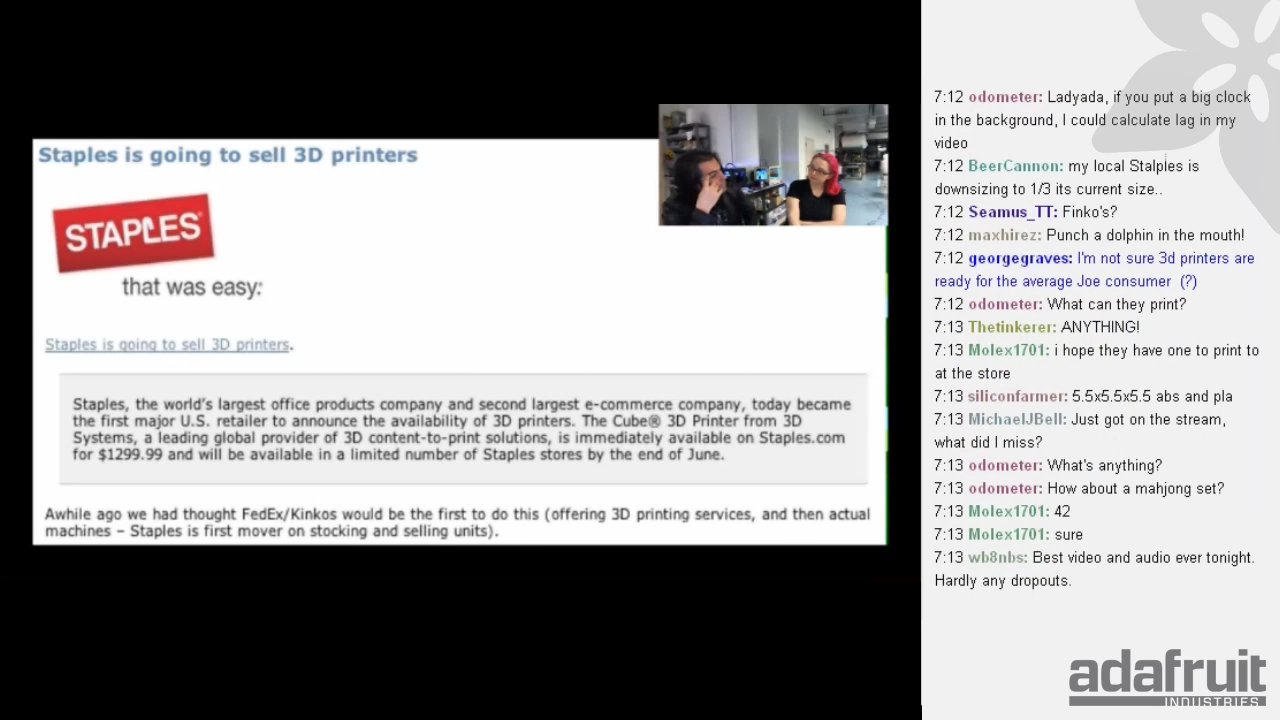 Staples is going to sell 3D printers
STAPLES
that was easy:
Staples is going to sell 3D printers.
Staples, the world's largest office products company and second largest e-commerce company, today became
the first major U.S. retailer to announce the availability of 3D printers. The Cube® 3D Printer from 3D
Systems, a leading global provider of 3D content-to-print solutions, is immediately available on Staples.com
for $1299.99 and will be available in a limited number of Staples stores by the end of June.
Awhile ago we had thought FedEx/Kinkos would be the first to do this (offering 3D printing services, and then actual
machines – Staples is first mover on stocking and selling units).
7:12 odometer: Ladyada, if you put a big clock
in the background, I could calculate lag in my
video
7:12 BeerCannon: my local Stalples is
downsizing to 1/3 its current size..
7:12 Seamus_TT: Finko's?
7:12 maxhirez: Punch a dolphin in the mouth!
7:12 georgegraves: I'm not sure 3d printers are
ready for the average Joe consumer (?)
7:12 odometer: What can they print?
7:13 Thetinkerer: ANYTHING!
7:13 Molex1701: i hope they have one to print to
at the store
7:13 siliconfarmer: 5.5x5.5x5.5 abs and pla
7:13 MichaelJBell: Just got on the stream,
what did I miss?
7:13 odometer: What's anything?
7:13 odometer: How about a mahjong set?
7:13 Molex1701: 42
7:13 Molex1701: sure
7:13 wb8nbs: Best video and audio ever tonight.
Hardly any dropouts.
adafruit
INDUSTRIES